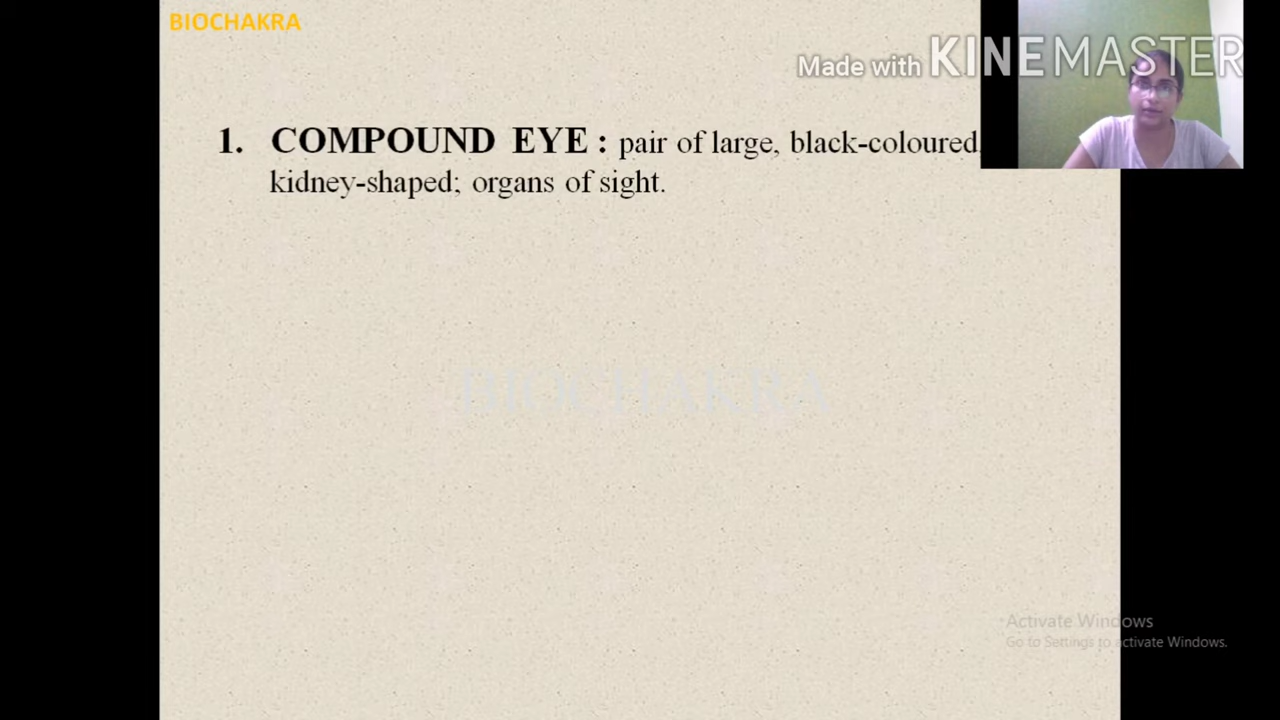 BIOCHAKRA
Made with KINEMASTER
1. COMPOUND EYE : pair of large, black-coloured,
kidney-shaped; organs of sight.
BIOCHAKRA
Activate Windows
Go to Settings to activate Windows.